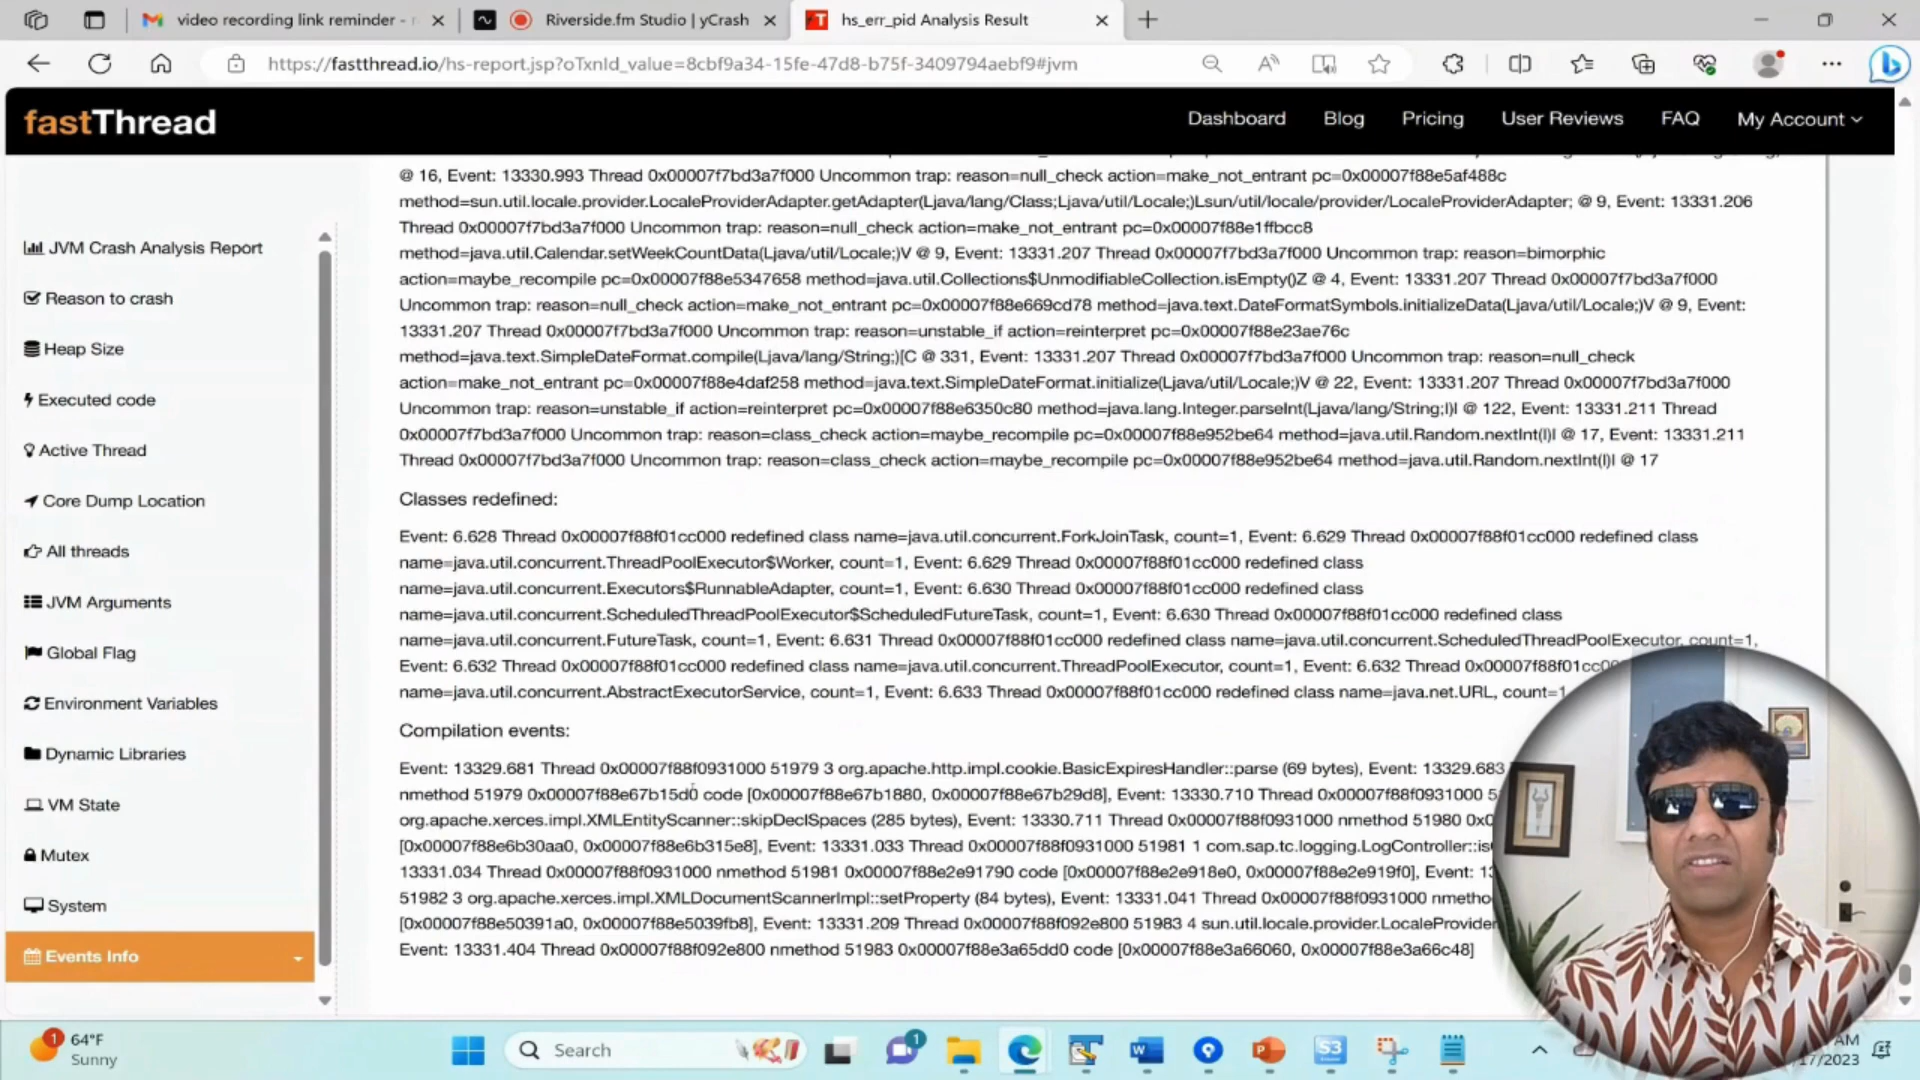 video recording link reminder -
Riverside.fm Studio | yCrash
hs_err_pid Analysis Result
https://fastthread.io/hs-report.jsp?oTxnId_value=8cbf9a34-15fe-47d8-b75f-3409794aebf9#jvm
fastThread
Dashboard
Blog
Pricing
User Reviews
FAQ
My Account
JVM Crash Analysis Report
Reason to crash
Heap Size
Executed code
Active Thread
Core Dump Location
All threads
JVM Arguments
Global Flag
Environment Variables
Dynamic Libraries
VM State
Mutex
System
Events Info
@ 16, Event: 13330.993 Thread 0x00007f7bd3a7f000 Uncommon trap: reason=null_check action=make_not_entrant pc=0x00007f88e5af488c
method=sun.util.locale.provider.LocaleProviderAdapter.getAdapter(Ljava/lang/Class;Ljava/util/Locale;)Lsun/util/locale/provider/LocaleProviderAdapter; @ 9, Event: 13331.206
Thread 0x00007f7bd3a7f000 Uncommon trap: reason=null_check action=make_not_entrant pc=0x00007f88e1ffbcc8
method=java.util.Calendar.setWeekCountData(Ljava/util/Locale;)V @ 9, Event: 13331.207 Thread 0x00007f7bd3a7f000 Uncommon trap: reason=bimorphic
action=maybe_recompile pc=0x00007f88e5347658 method=java.util.Collections$UnmodifiableCollection.isEmpty()Z @ 4, Event: 13331.207 Thread 0x00007f7bd3a7f000
Uncommon trap: reason=null_check action=make_not_entrant pc=0x00007f88e669cd78 method=java.text.DateFormatSymbols.initializeData(Ljava/util/Locale;)V @ 9, Event:
13331.207 Thread 0x00007f7bd3a7f000 Uncommon trap: reason=unstable_if action=reinterpret pc=0x00007f88e23ae76c
method=java.text.SimpleDateFormat.compile(Ljava/lang/String;)[C @ 331, Event: 13331.207 Thread 0x00007f7bd3a7f000 Uncommon trap: reason=null_check
action=make_not_entrant pc=0x00007f88e4daf258 method=java.text.SimpleDateFormat.initialize(Ljava/util/Locale;)V @ 22, Event: 13331.207 Thread 0x00007f7bd3a7f000
Uncommon trap: reason=unstable_if action=reinterpret pc=0x00007f88e6350c80 method=java.lang.Integer.parseInt(Ljava/lang/String;I)I @ 122, Event: 13331.211 Thread
0x00007f7bd3a7f000 Uncommon trap: reason=class_check action=maybe_recompile pc=0x00007f88e952be64 method=java.util.Random.nextInt(I)I @ 17, Event: 13331.211
Thread 0x00007f7bd3a7f000 Uncommon trap: reason=class_check action=maybe_recompile pc=0x00007f88e952be64 method=java.util.Random.nextInt(I)I @ 17
Classes redefined:
Event: 6.628 Thread 0x00007f88f01cc000 redefined class name=java.util.concurrent.ForkJoinTask, count=1, Event: 6.629 Thread 0x00007f88f01cc000 redefined class
name=java.util.concurrent.ThreadPoolExecutor$Worker, count=1, Event: 6.630 Thread 0x00007f88f01cc000 redefined class
name=java.util.concurrent.Executors$RunnableAdapter, count=1, Event: 6.630 Thread 0x00007f88f01cc000 redefined class
name=java.util.concurrent.ScheduledThreadPoolExecutor$ScheduledFutureTask, count=1, Event: 6.630 Thread 0x00007f88f01cc000 redefined class
name=java.util.concurrent.FutureTask, count=1, Event: 6.631 Thread 0x00007f88f01cc000 redefined class name=java.util.concurrent.ScheduledThreadPoolExecutor, count=1,
Event: 6.632 Thread 0x00007f88f01cc000 redefined class name=java.util.concurrent.ThreadPoolExecutor, count=1, Event: 6.632 Thread
name=java.util.concurrent.AbstractExecutorService, count=1, Event: 6.633 Thread 0x00007f88f01cc000 redefined class name=java.net.URL, count=1
Compilation events:
Event: 13329.681 Thread 0x00007f88f0931000 51979 3 org.apache.http.impl.cookie.BasicExpiresHandler::parse (69 bytes), Event: 13329.683
nmethod 51979 0x00007f88e67b15d0 code [0x00007f88e67b1880, 0x00007f88e67b29d8], Event: 13330.710 Thread 0x00007f88f0931000
org.apache.xerces.impl.XMLEntityScanner::skipDeclSpaces (285 bytes), Event: 13330.711 Thread 0x00007f88f0931000 nmethod 51980
[0x00007f88e6b30aa0, 0x00007f88e6b315e8], Event: 13331.033 Thread 0x00007f88f0931000 51981 1 com.sap.tc.logging.LogController::is
13331.034 Thread 0x00007f88f0931000 nmethod 51981 0x00007f88e2e91790 code [0x00007f88e2e918e0, 0x00007f88e2e919f0], Event:
51982 3 org.apache.xerces.impl.XMLDocumentScannerImpl::setProperty (84 bytes), Event: 13331.041 Thread 0x00007f88f0931000 nmethod
[0x00007f88e50391a0, 0x00007f88e5039fb8], Event: 13331.209 Thread 0x00007f88f092e800 51983 4 sun.util.locale.provider.LocaleProvider
Event: 13331.404 Thread 0x00007f88f092e800 nmethod 51983 0x00007f88e3a65dd0 code [0x00007f88e3a66060, 0x00007f88e3a66c48]
1
64°F
Sunny
Search
1
W
P
S3
AM
17/2023